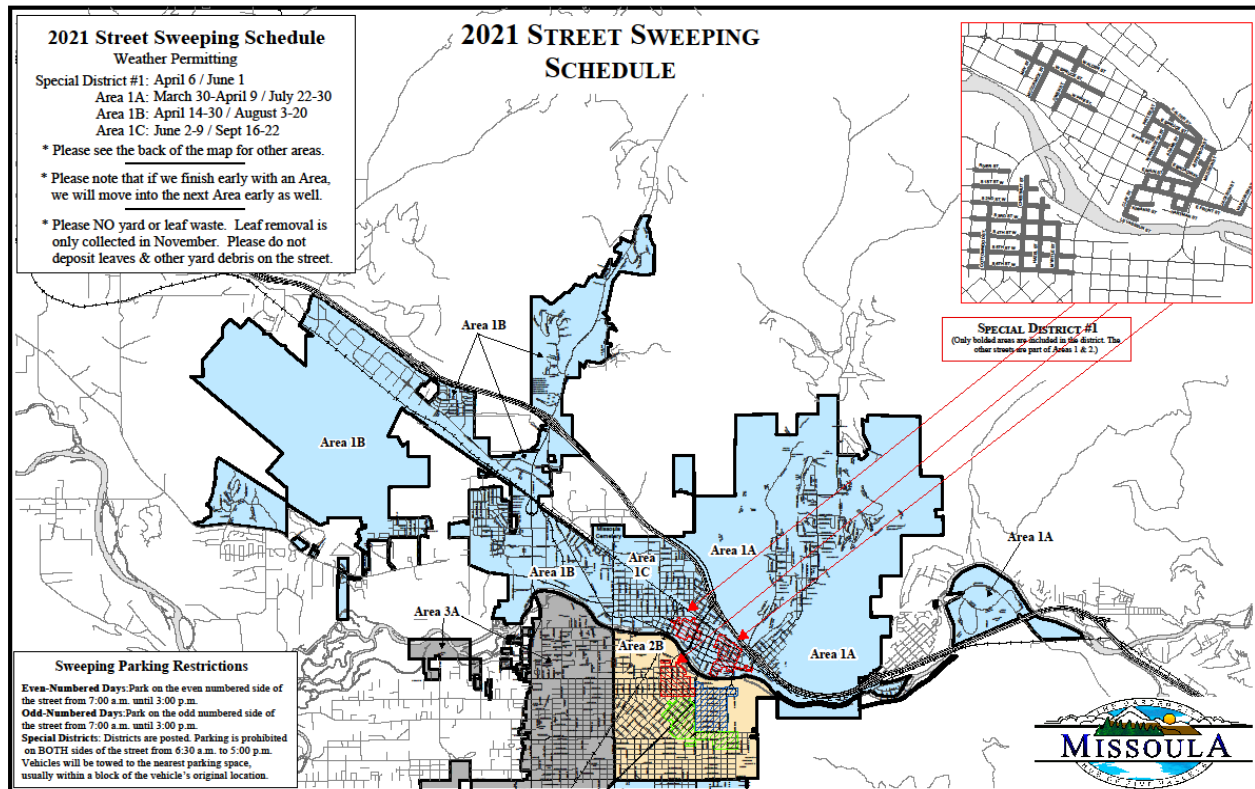 2021 Street Sweeping Schedule
Weather Permitting
Special District #1: April 6 / June 1
Area 1A: March 30-April 9 / July 22-30
Area 1B: April 14-30 / August 3-20
Area 1C: June 2-9 / Sept 16-22
* Please see the back of the map for other areas.
* Please note that if we finish early with an Area,
we will move into the next Area early as well.
* Please NO yard or leaf waste. Leaf removal is
only collected in November. Please do not
deposit leaves & other yard debris on the street.
2021 STREET SWEEPING
SCHEDULE
SPECIAL DISTRICT #1
(Only bolded areas are included in the district. The
other streets are part of Areas 1 & 2.)
Area 1B
Area 1B
Area 1A
Missoula
Cemetery
Area 1A
Area
1C
Area 1B
Area 3A
Area 2B
Area 1A
Sweeping Parking Restrictions
Even-Numbered Days:Park on the even numbered side of
the street from 7:00 a.m. until 3:00 p.m.
Odd-Numbered Days:Park on the odd numbered side of
the street from 7:00 a.m. until 3:00 p.m.
Special Districts: Districts are posted. Parking is prohibited
on BOTH sides of the street from 6:30 a.m. to 5:00 p.m.
Vehicles will be towed to the nearest parking space,
usually within a block of the vehicle's original location.
MISSOULA